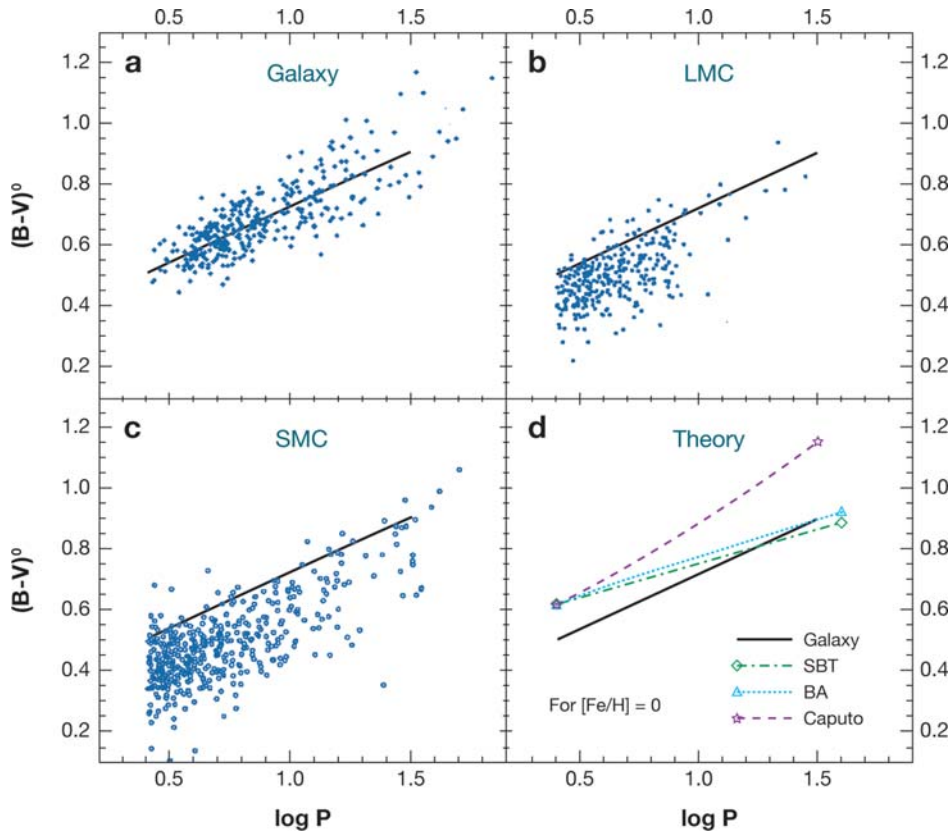 0.5 1.0 1.5 0.5 1.0 1.5
a Galaxy
b LMC
1.2 1.2
1.0 1.0
0.8 0.8
0.6 0.6
0.4 0.4
0.2 0.2
(B-V)⁰
c SMC
d Theory
1.2 1.2
1.0 1.0
0.8 0.8
0.6 0.6
0.4 0.4
0.2 0.2
(B-V)⁰
Galaxy
SBT
BA
Caputo
For [Fe/H] = 0
0.5 1.0 1.5 0.5 1.0 1.5
log P log P